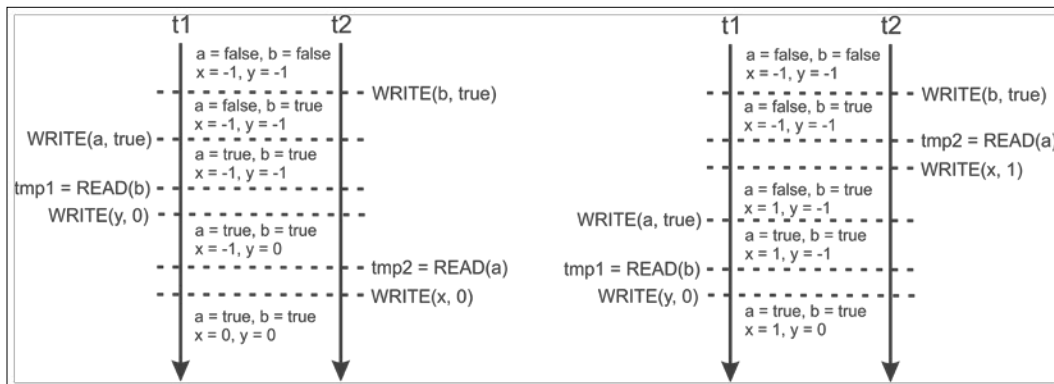 t1
t2
a = false, b = false
x = -1, y = -1
WRITE(b, true)
a = false, b = true
x = -1, y = -1
WRITE(a, true)
a = true, b = true
x = -1, y = -1
tmp1 = READ(b)
WRITE(y, 0)
a = true, b = true
x = -1, y = 0
tmp2 = READ(a)
WRITE(x, 0)
a = true, b = true
x = 0, y = 0
t1
t2
a = false, b = false
x = -1, y = -1
WRITE(b, true)
a = false, b = true
x = -1, y = -1
tmp2 = READ(a)
WRITE(x, 1)
a = false, b = true
x = 1, y = -1
WRITE(a, true)
a = true, b = true
x = 1, y = -1
tmp1 = READ(b)
WRITE(y, 0)
a = true, b = true
x = 1, y = 0